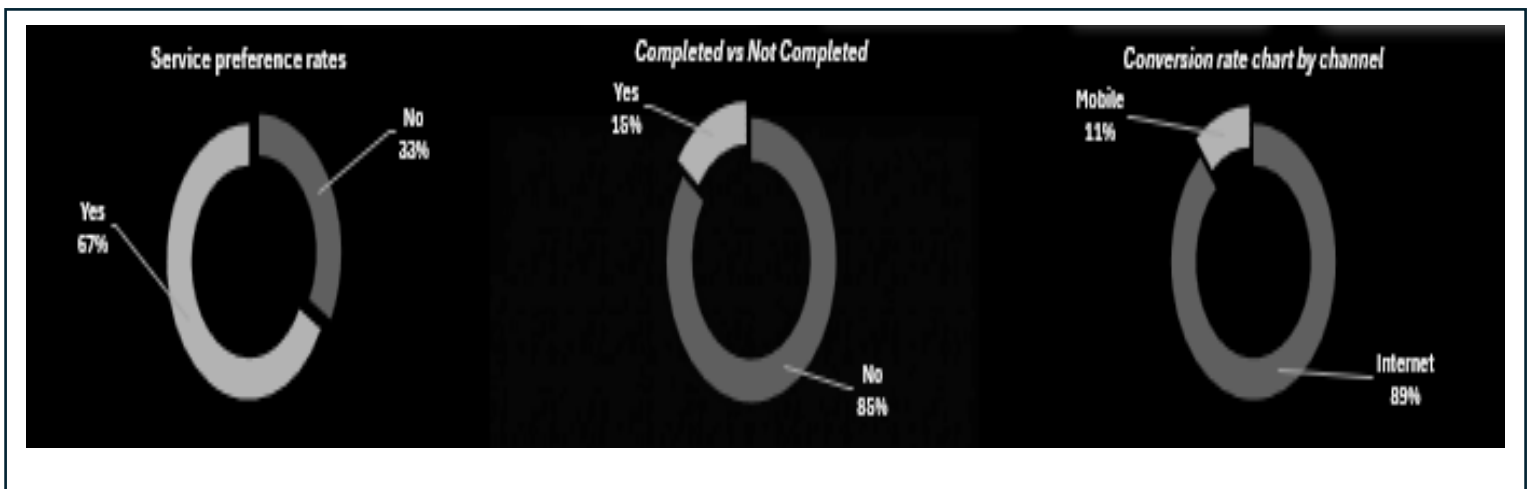 Service preference rates
No
33%
Yes
67%
Completed vs Not Completed
Yes
15%
No
85%
Conversion rate chart by channel
Mobile
11%
Internet
89%